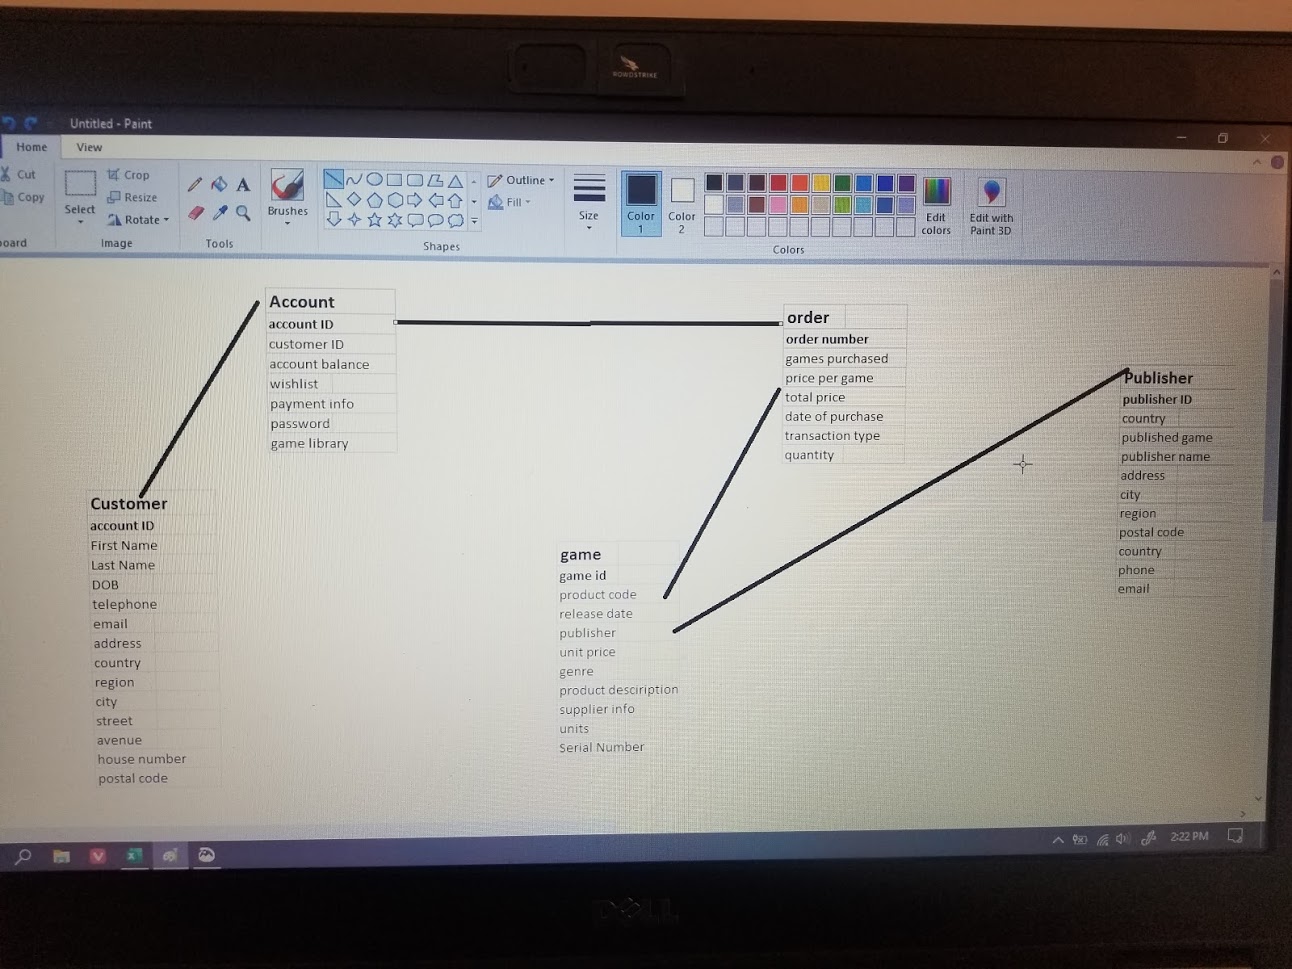 ROWDSTRIKE
Untitled - Paint
Home View
Cut
Copy
Select
Crop
Resize
Rotate
Image
Tools
Brushes
Outline
Fill
Shapes
Size
Color 1
Color 2
Edit colors
Edit with Paint 3D
Colors
oard
Account
account ID
customer ID
account balance
wishlist
payment info
password
game library
order
order number
games purchased
price per game
total price
date of purchase
transaction type
quantity
Publisher
publisher ID
country
published game
publisher name
address
city
region
postal code
country
phone
email
Customer
account ID
First Name
Last Name
DOB
telephone
email
address
country
region
city
street
avenue
house number
postal code
game
game id
product code
release date
publisher
unit price
genre
product desciription
supplier info
units
Serial Number
2:22 PM
DELL